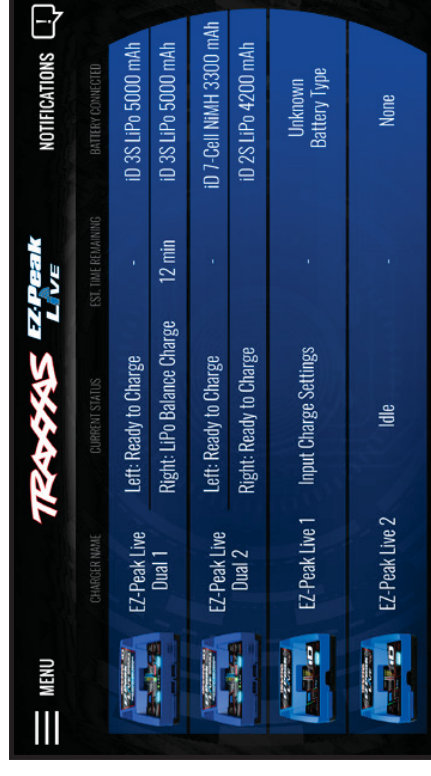 MENU
TRAXXAS EZ-Peak LIVE
NOTIFICATIONS
CHARGER NAME CURRENT STATUS EST. TIME REMAINING BATTERY CONNECTED
EZ-Peak Live Dual 1
Left: Ready to Charge - iD 3S LiPo 5000 mAh
Right: LiPo Balance Charge 12 min iD 3S LiPo 5000 mAh
EZ-Peak Live Dual 2
Left: Ready to Charge - iD 7-Cell NiMH 3300 mAh
Right: Ready to Charge - iD 2S LiPo 4200 mAh
EZ-Peak Live 1 Input Charge Settings - Unknown Battery Type
EZ-Peak Live 2 Idle - None